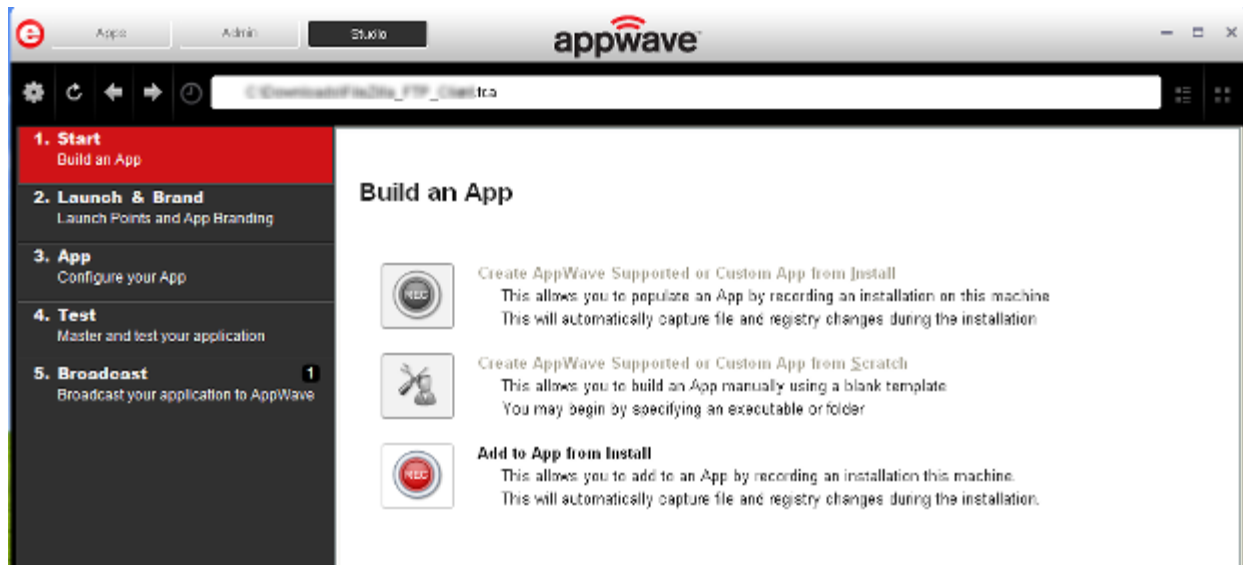 Apps Admin Studio appwave
C:\Downloads\FileZilla_FTP_Client.tca
1. Start
Build an App
2. Launch & Brand
Launch Points and App Branding
3. App
Configure your App
4. Test
Master and test your application
5. Broadcast 1
Broadcast your application to AppWave
Build an App
REC
Create AppWave Supported or Custom App from Install
This allows you to populate an App by recording an installation on this machine
This will automatically capture file and registry changes during the installation
Create AppWave Supported or Custom App from Scratch
This allows you to build an App manually using a blank template
You may begin by specifying an executable or folder
REC
Add to App from Install
This allows you to add to an App by recording an installation this machine.
This will automatically capture file and registry changes during the installation.